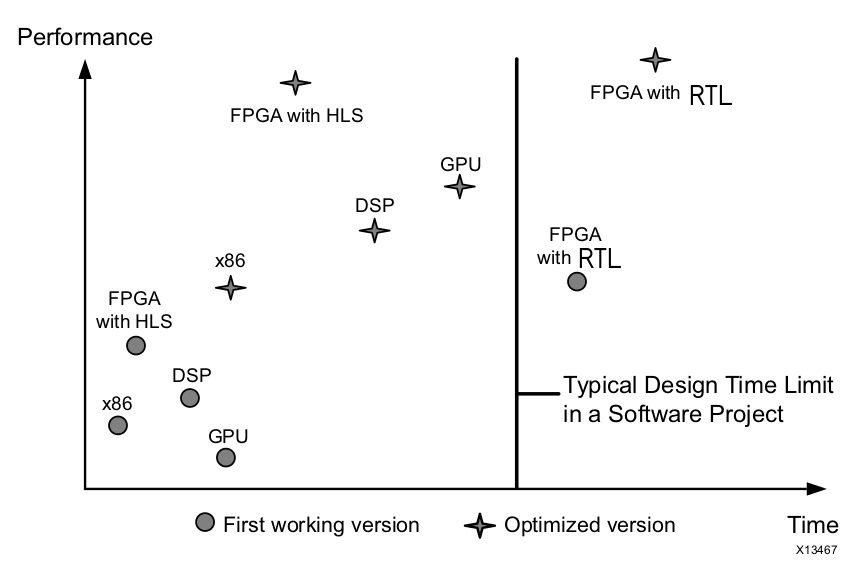 Performance
FPGA with HLS
FPGA with RTL
GPU
DSP
FPGA
with RTL
x86
FPGA
with HLS
DSP
x86
GPU
Typical Design Time Limit
in a Software Project
First working version
Optimized version
Time
X13467